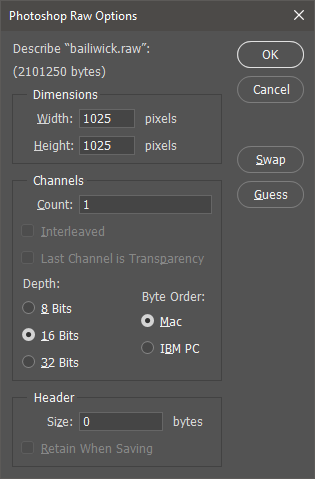 Photoshop Raw Options
Describe “bailiwick.raw”:
(2101250 bytes)
OK
Cancel
Swap
Guess
Dimensions
Width: 1025 pixels
Height: 1025 pixels
Channels
Count: 1
Interleaved
Last Channel is Transparency
Depth:
8 Bits
16 Bits
32 Bits
Byte Order:
Mac
IBM PC
Header
Size: 0 bytes
Retain When Saving